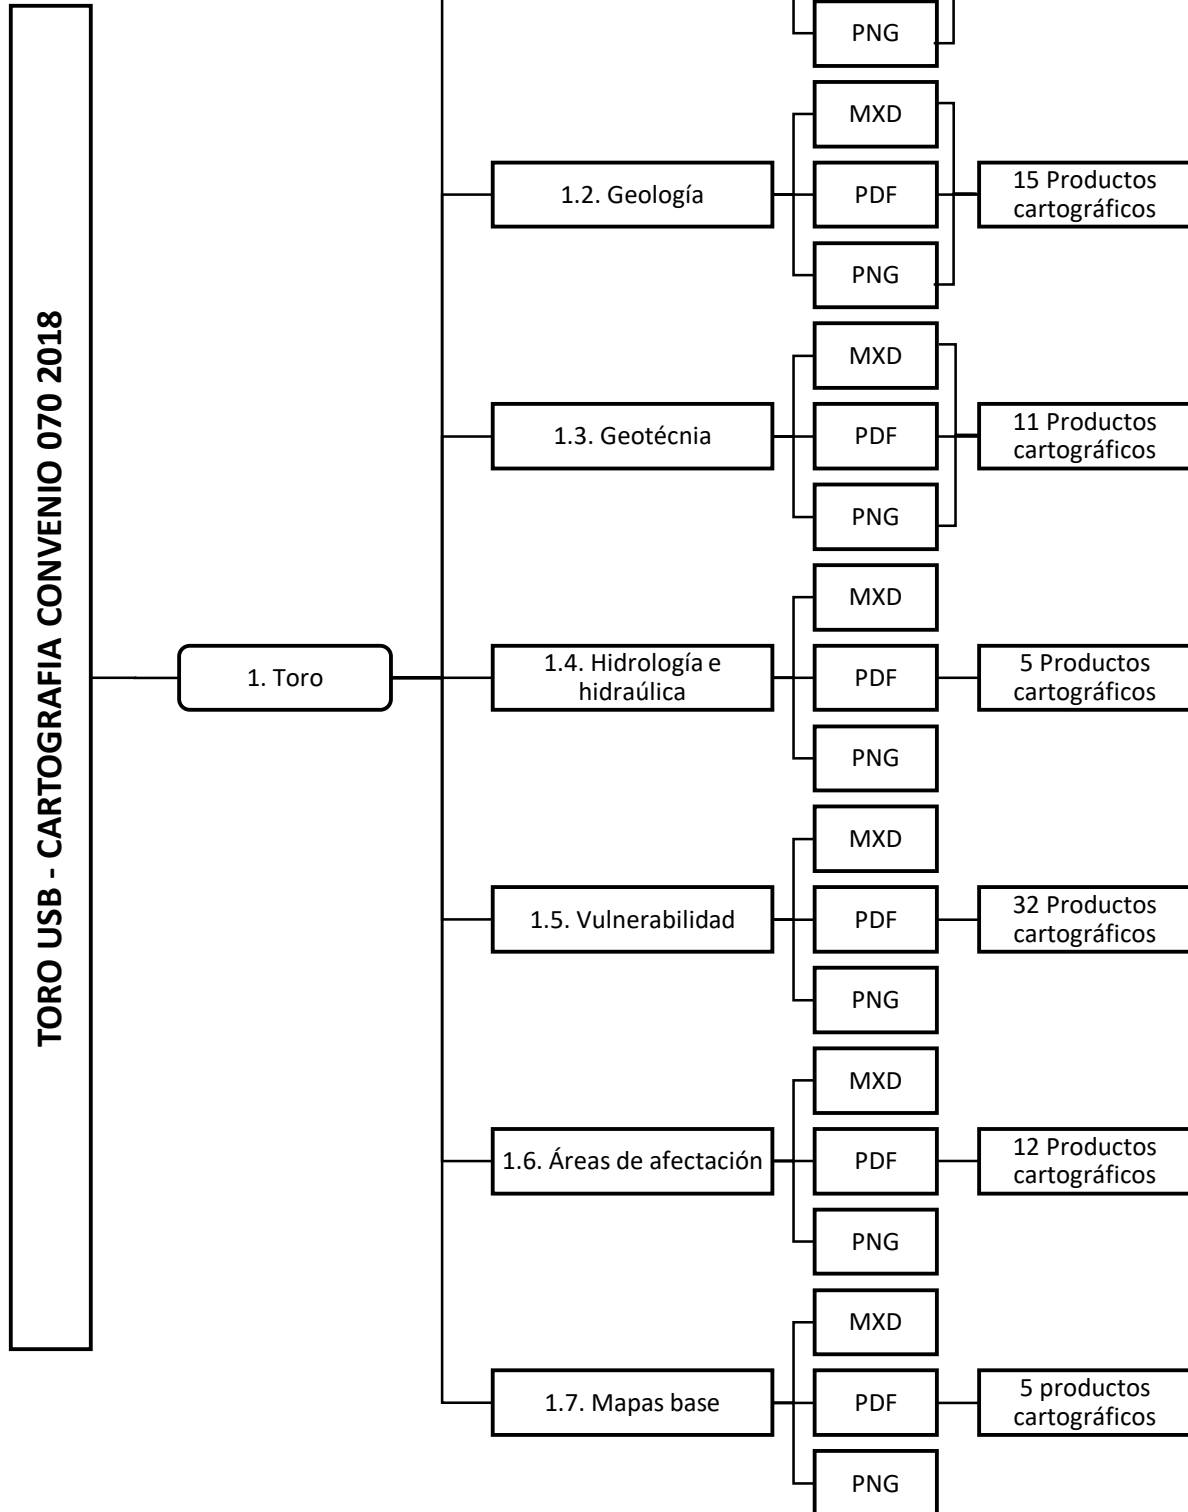 TORO USB - CARTOGRAFIA CONVENIO 070 2018
1. Toro
PNG
1.2. Geología
MXD
PDF
PNG
15 Productos
cartográficos
1.3. Geotécnia
MXD
PDF
PNG
11 Productos
cartográficos
1.4. Hidrología e
hidraúlica
MXD
PDF
PNG
5 Productos
cartográficos
1.5. Vulnerabilidad
MXD
PDF
PNG
32 Productos
cartográficos
1.6. Áreas de afectación
MXD
PDF
PNG
12 Productos
cartográficos
1.7. Mapas base
MXD
PDF
PNG
5 productos
cartográficos